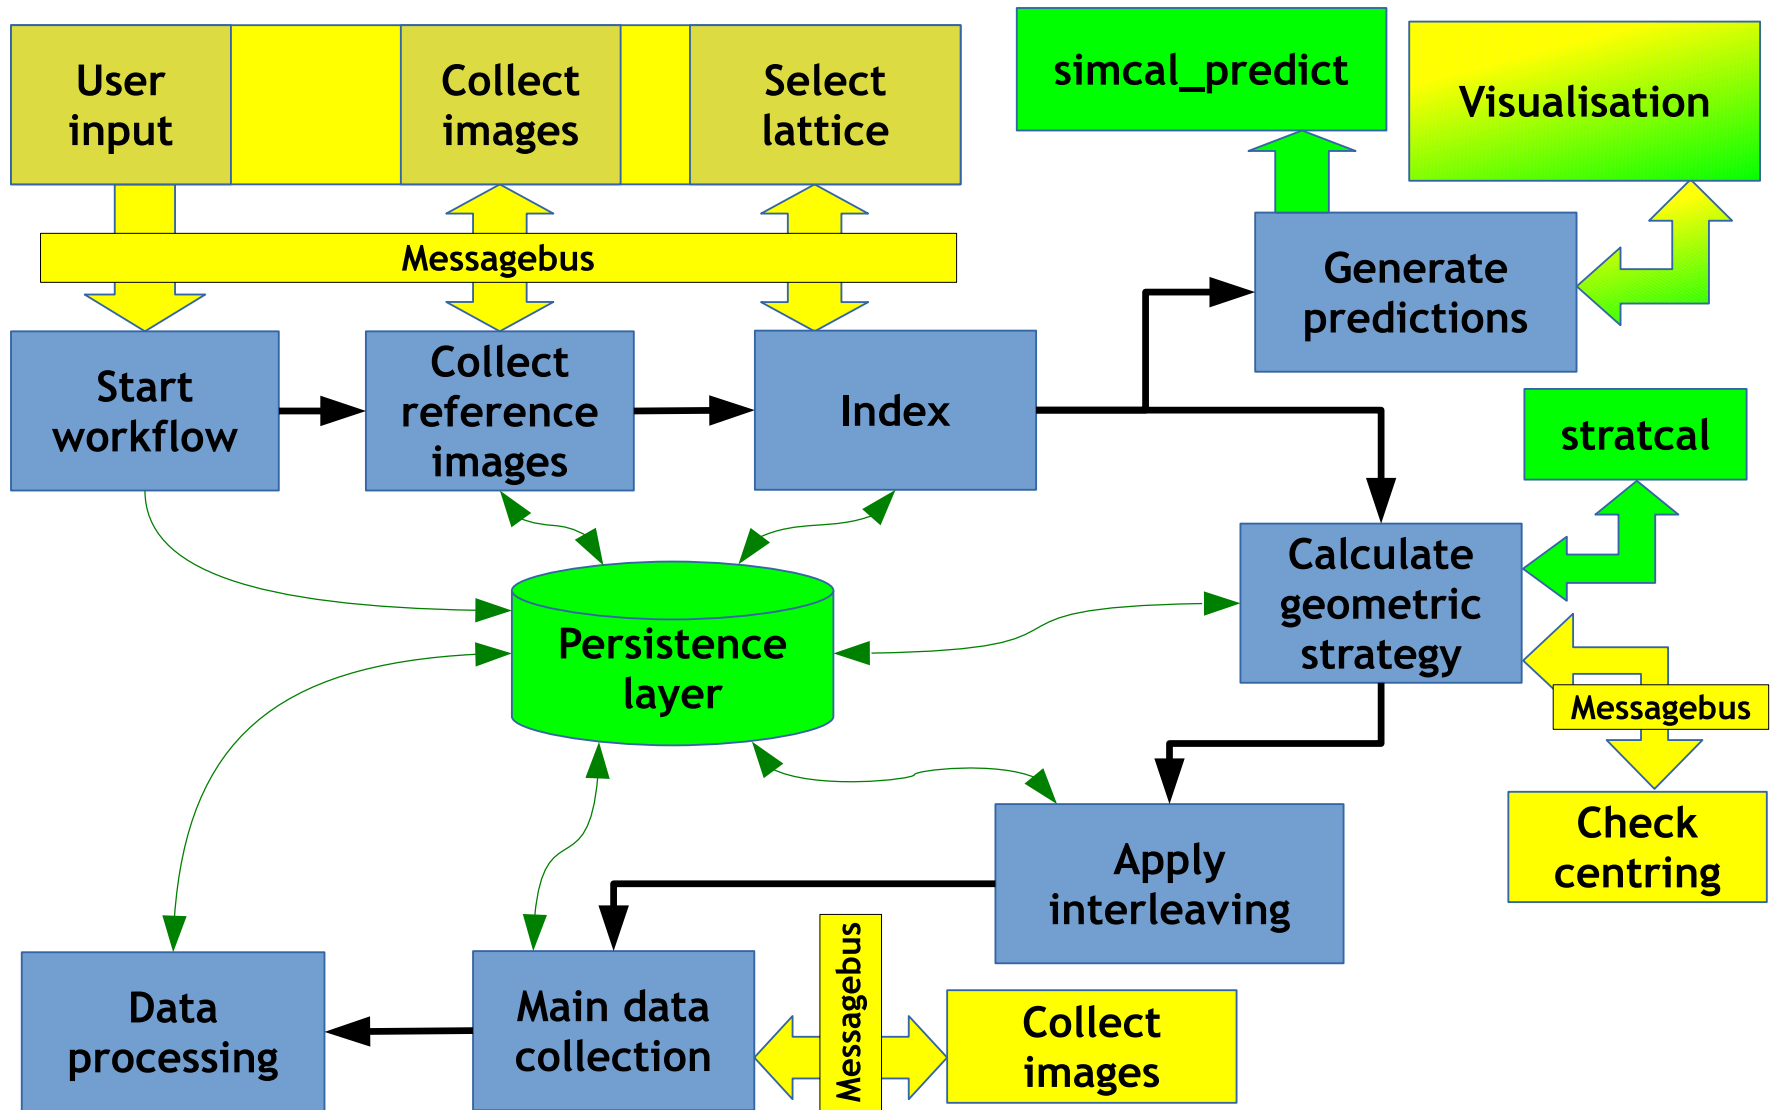 User
input
Collect
images
Select
lattice
simcal_predict
Visualisation
Messagebus
Generate
predictions
Start
workflow
Collect
reference
images
Index
stratcal
Calculate
geometric
strategy
Persistence
layer
Messagebus
Check
centring
Apply
interleaving
Data
processing
Main data
collection
Messagebus
Collect
images